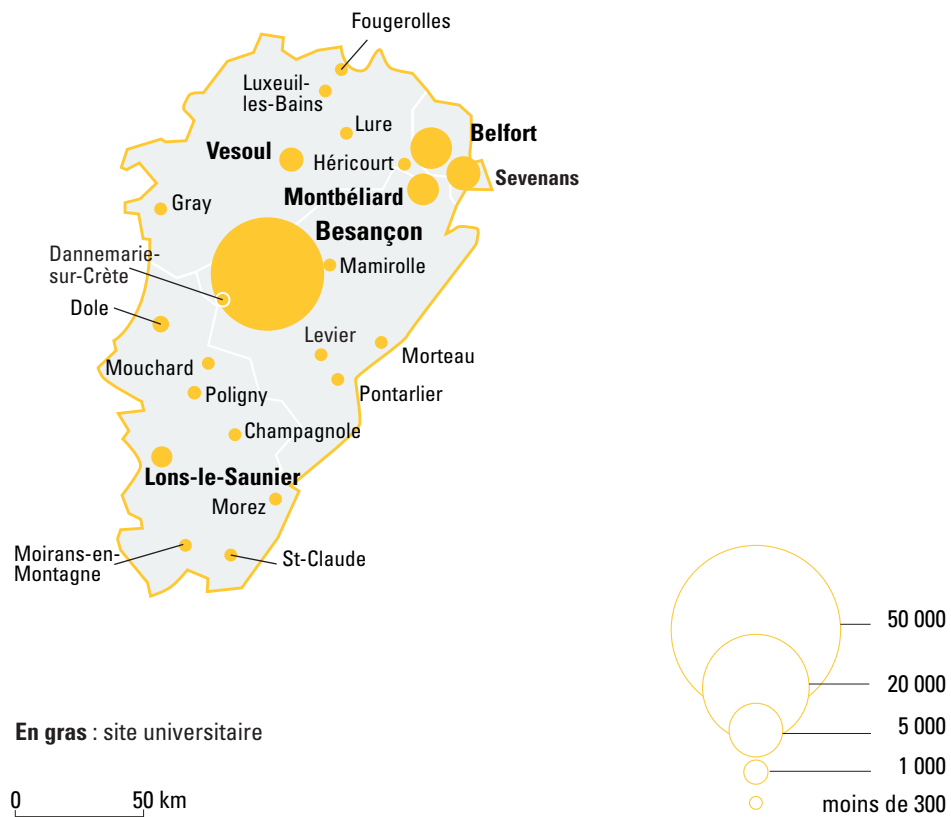 Fougerolles
Luxeuil-
les-Bains
Lure
Belfort
Vesoul
Héricourt
Sevenans
Montbéliard
Gray
Besançon
Dannemarie-
sur-Crète
Mamirolle
Dole
Levier
Morteau
Mouchard
Poligny
Pontarlier
Champagnole
Lons-le-Saunier
Morez
Moirans-en-
Montagne
St-Claude
50 000
20 000
5 000
1 000
moins de 300
En gras : site universitaire
0 50 km